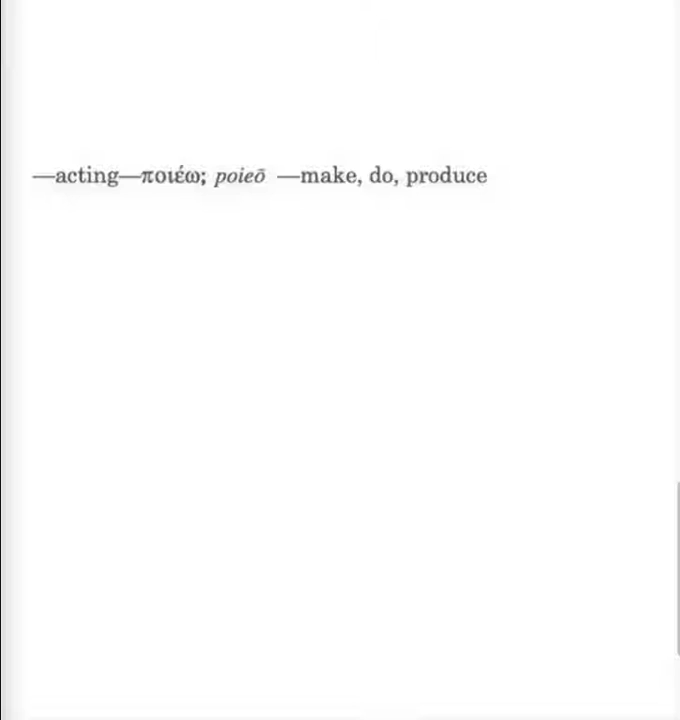 —acting—ποιέω; poieō —make, do, produce